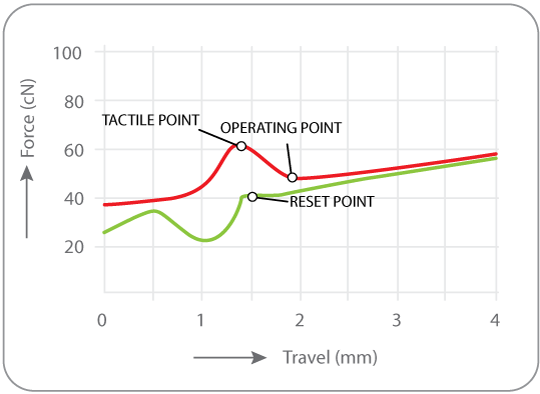 100
80
TACTILE POINT
OPERATING POINT
60
40
RESET POINT
20
Force (cN)
0 1 2 3 4
Travel (mm)